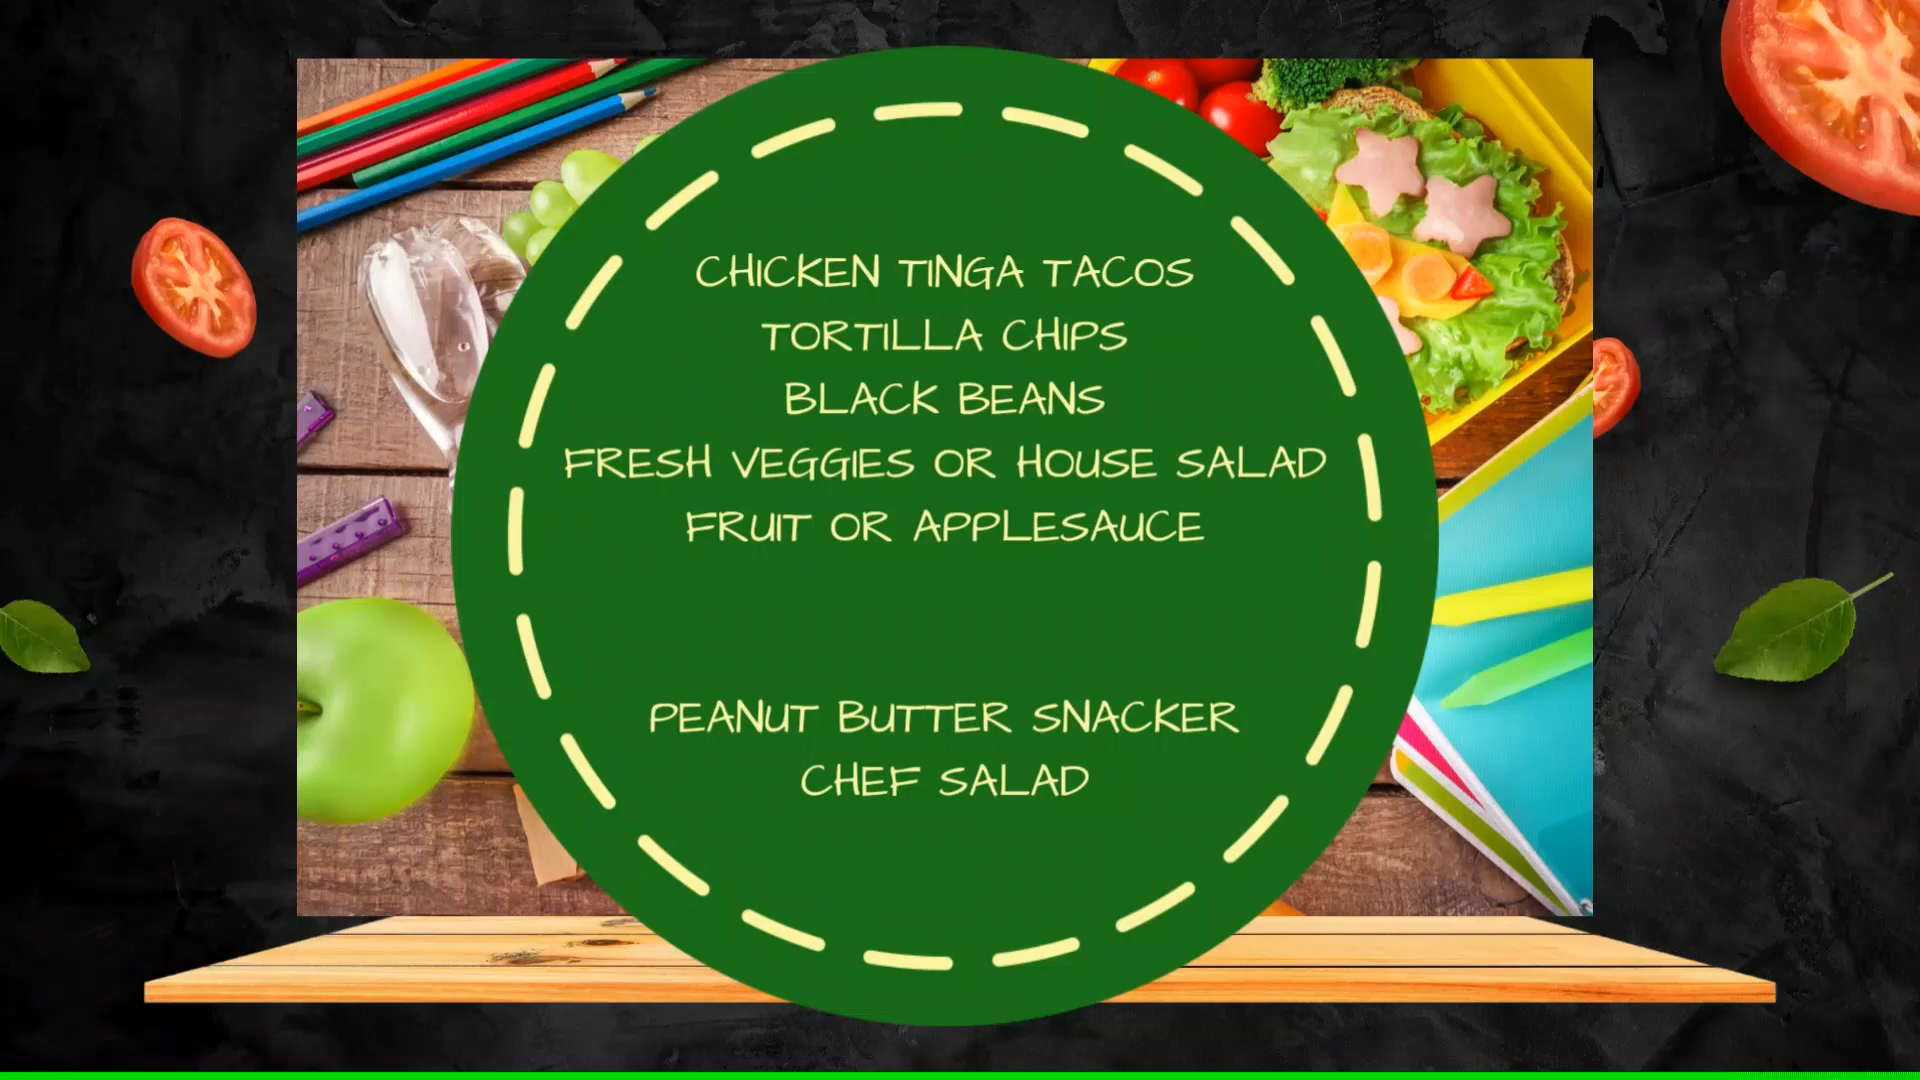 CHICKEN TINGA TACOS
TORTILLA CHIPS
BLACK BEANS
FRESH VEGGIES OR HOUSE SALAD
FRUIT OR APPLESAUCE
PEANUT BUTTER SNACKER
CHEF SALAD